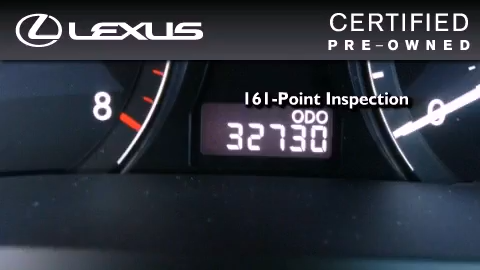 LEXUS
CERTIFIED
PRE-OWNED
161-Point Inspection
8
ODO
32730
0